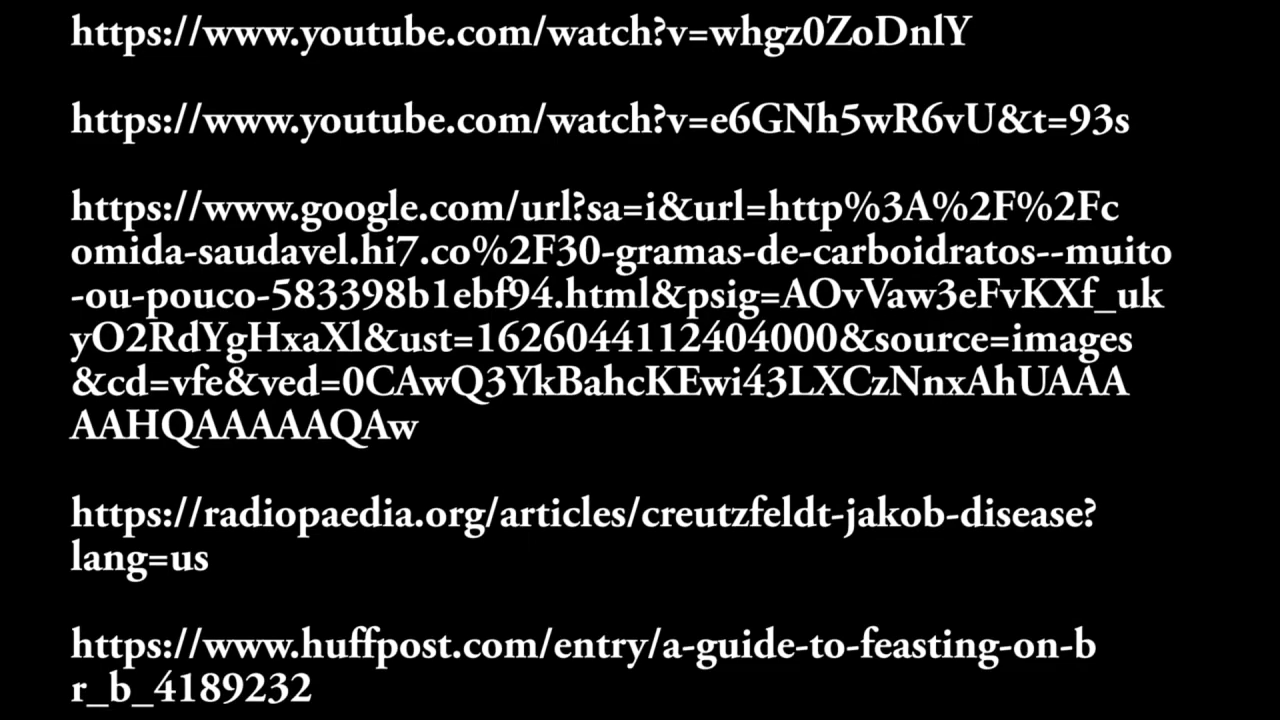 https://www.youtube.com/watch?v=whgz0ZoDnlY
https://www.youtube.com/watch?v=e6GNh5wR6vU&t=93s
https://www.google.com/url?sa=i&url=http%3A%2F%2Fc
omida-saudavel.hi7.co%2F30-gramas-de-carboidratos--muito
-ou-pouco-583398b1ebf94.html&psig=AOvVaw3eFvKXf_uk
yO2RdYgHxaXl&ust=1626044112404000&source=images
&cd=vfe&ved=0CAwQ3YkBahcKEwi43LXCzNnxAhUAAA
AAHQAAAAAQAw
https://radiopaedia.org/articles/creutzfeldt-jakob-disease?
lang=us
https://www.huffpost.com/entry/a-guide-to-feasting-on-b
r_b_4189232